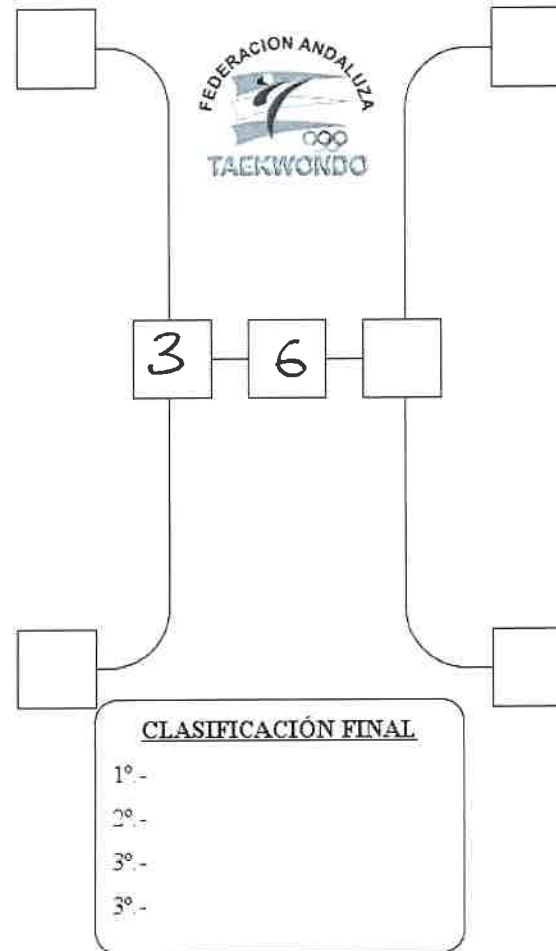 FEDERACION ANDALUZA
TAEKWONDO
3 6
CLASIFICACIÓN FINAL
1º.-
2º.-
3º.-
3º.-